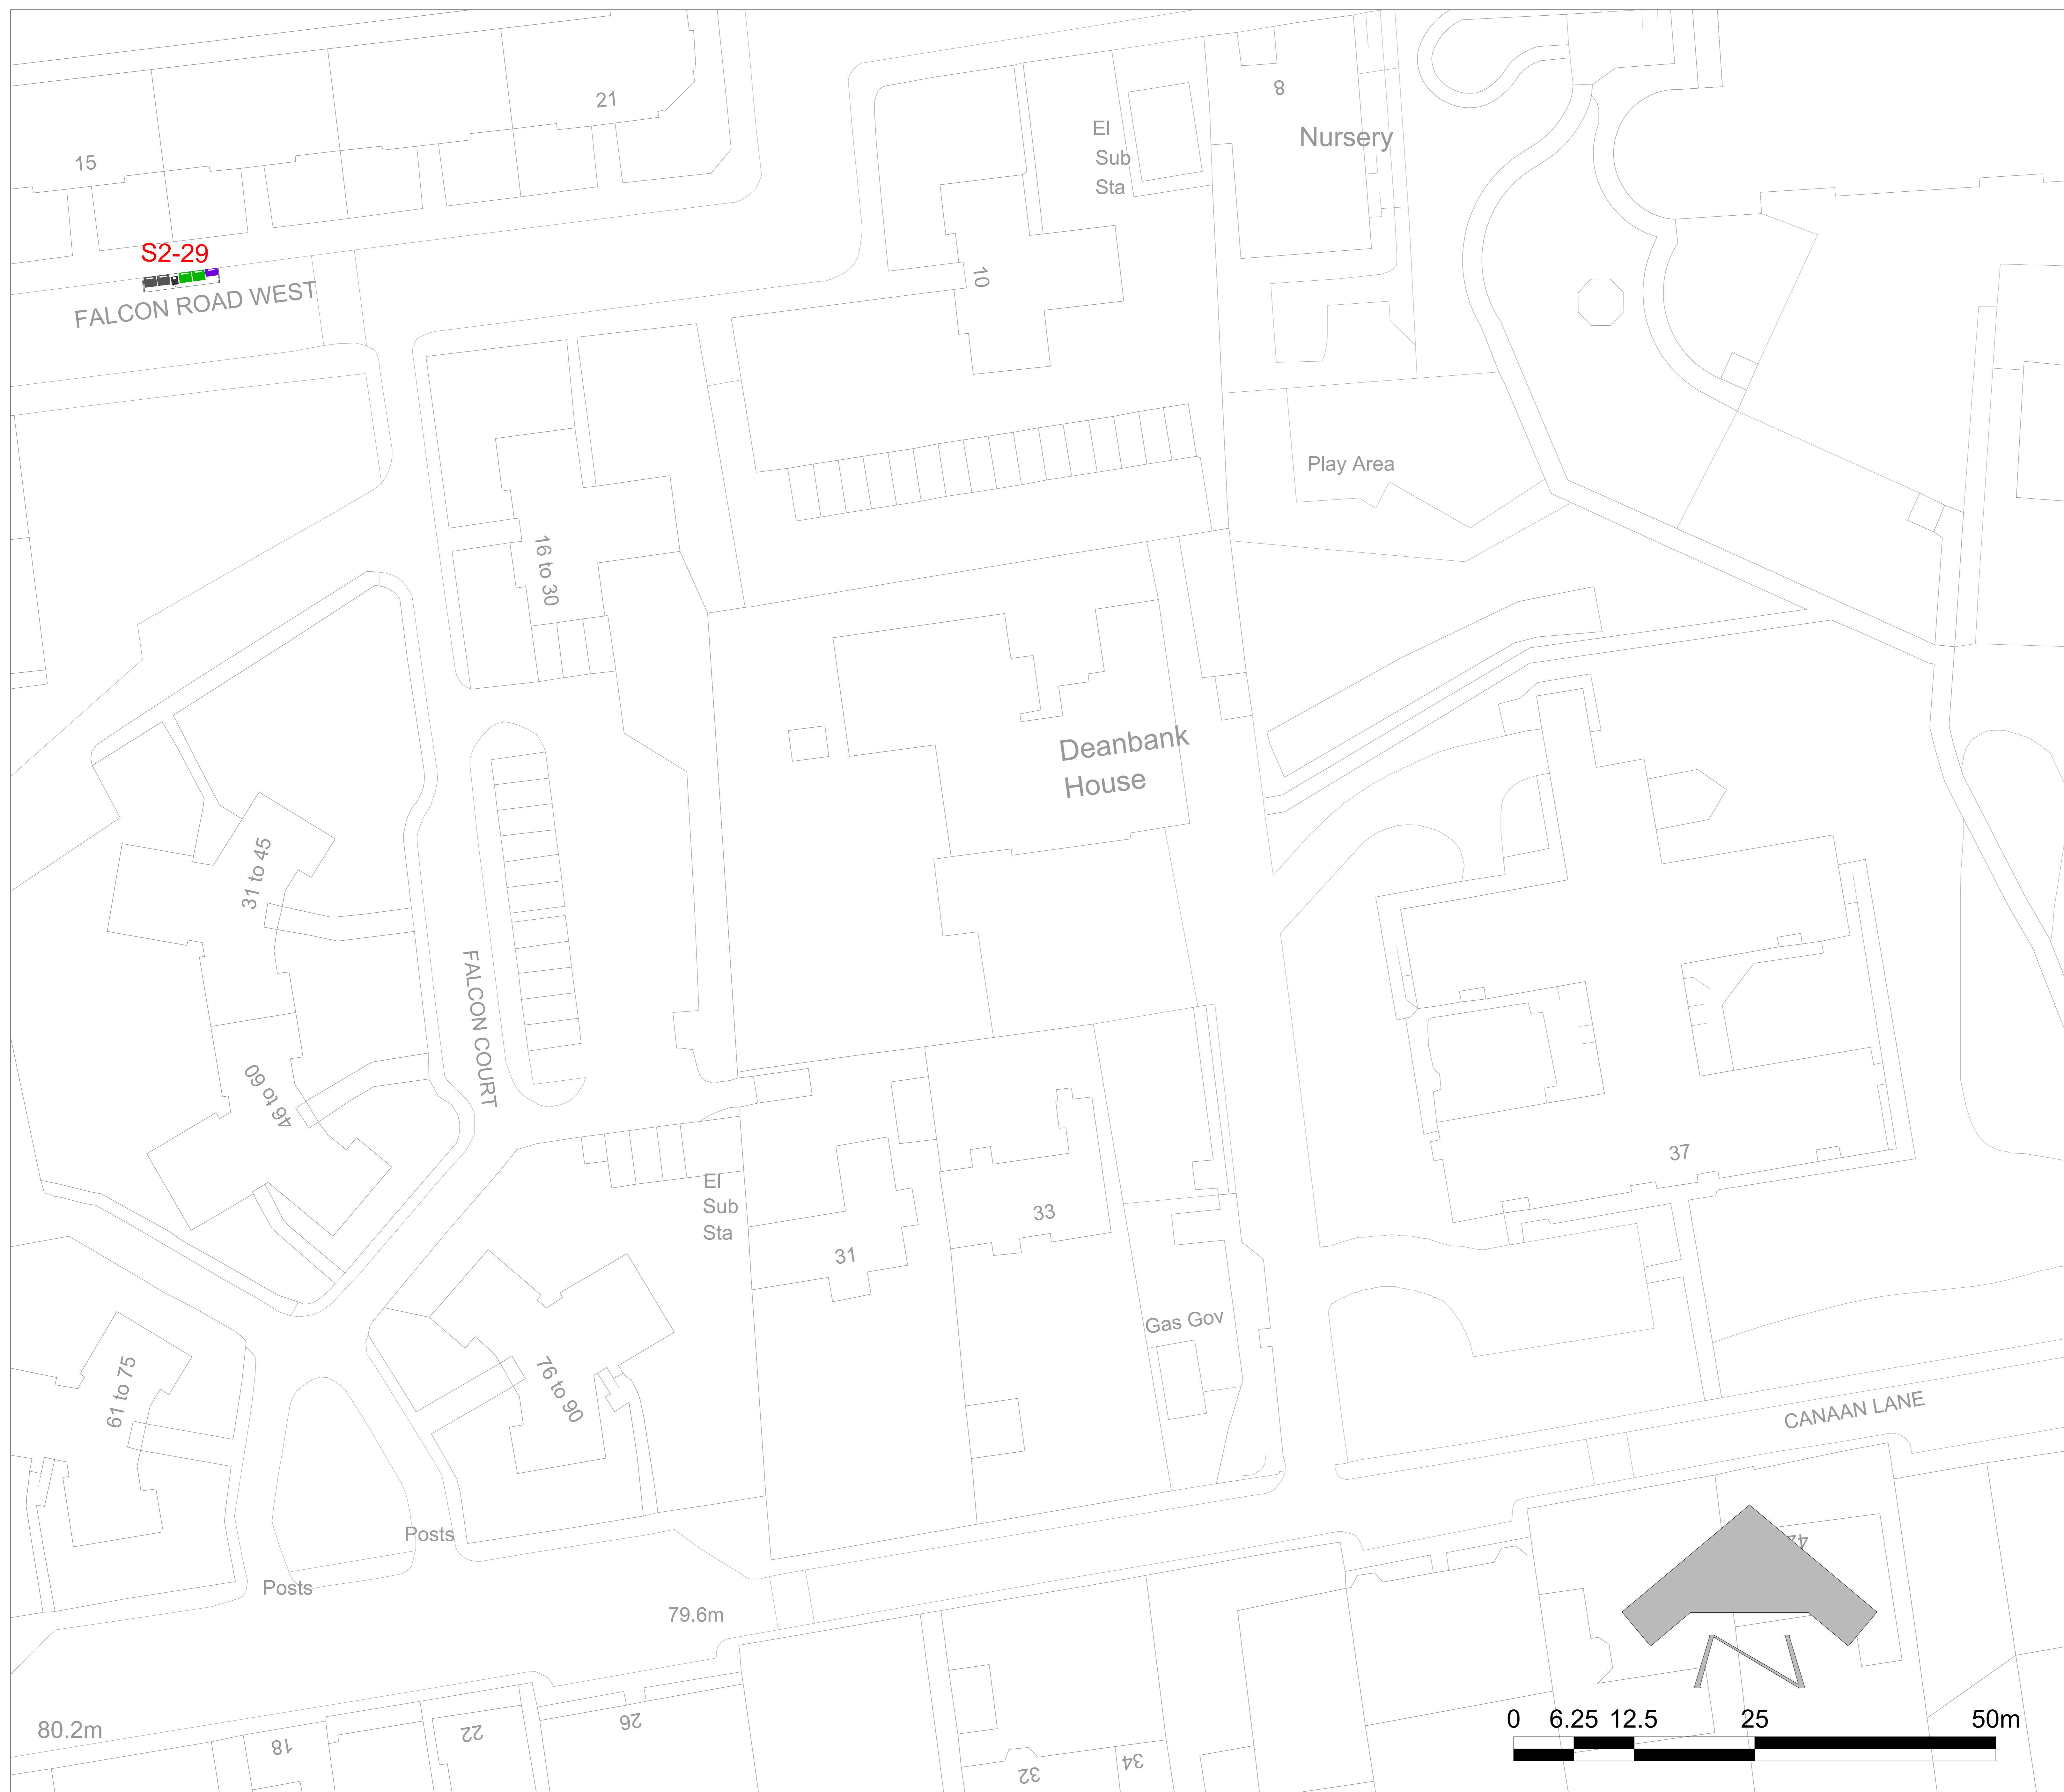 21
8
El
Sub
Sta
Nursery
15
S2-29
FALCON ROAD WEST
10
Play Area
16 to 30
Deanbank
House
31 to 45
FALCON COURT
46 to 60
El
Sub
Sta
33
31
37
Gas Gov
61 to 75
76 to 90
CANAAN LANE
Posts
42
Posts
79.6m
80.2m
18
22
26
32
34
N
0 6.25 12.5 25 50m